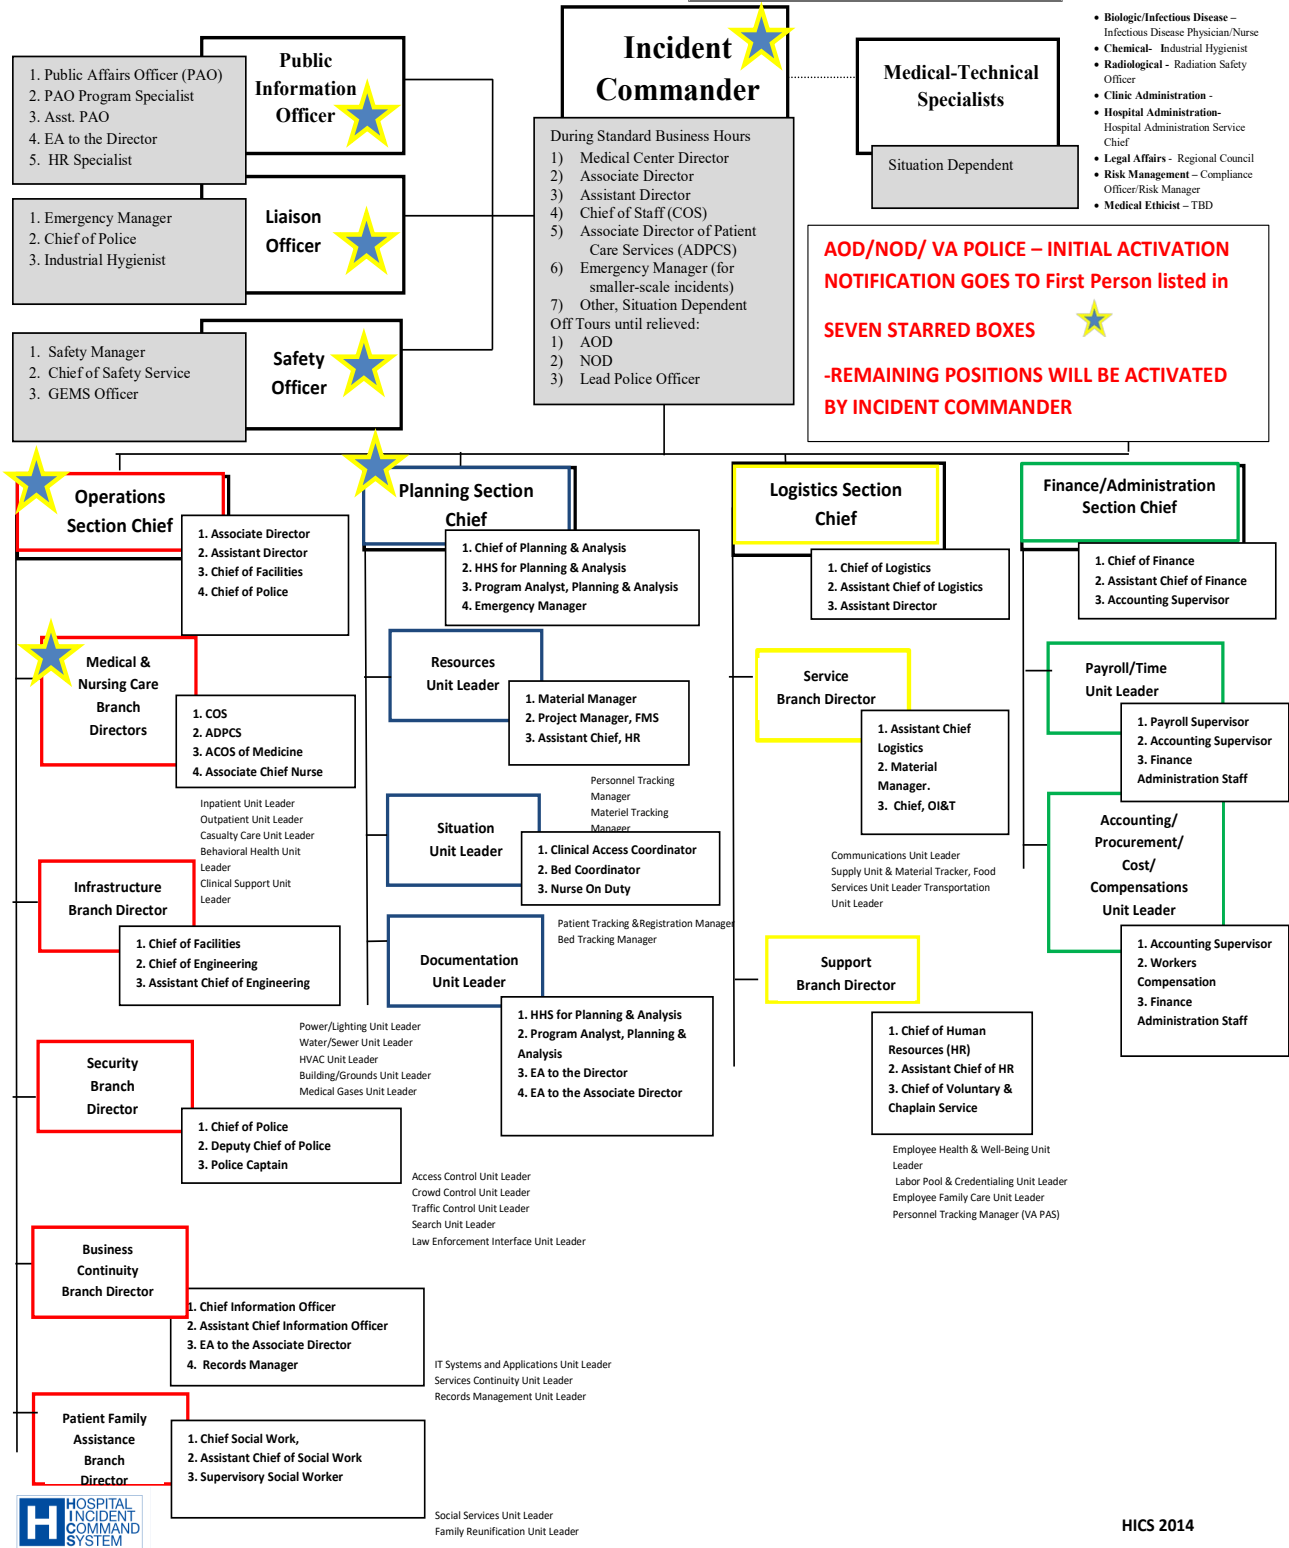 Incident
Commander
During Standard Business Hours
1) Medical Center Director
2) Associate Director
3) Assistant Director
4) Chief of Staff (COS)
5) Associate Director of Patient
Care Services (ADPCS)
6) Emergency Manager (for
smaller-scale incidents)
7) Other, Situation Dependent
Off Tours until relieved:
1) AOD
2) NOD
3) Lead Police Officer
Public
Information
Officer
1. Public Affairs Officer (PAO)
2. PAO Program Specialist
3. Asst. PAO
4. EA to the Director
5. HR Specialist
Liaison
Officer
1. Emergency Manager
2. Chief of Police
3. Industrial Hygienist
Safety
Officer
1. Safety Manager
2. Chief of Safety Service
3. GEMS Officer
Medical-Technical
Specialists
Situation Dependent
• Biologic/Infectious Disease –
Infectious Disease Physician/Nurse
• Chemical- Industrial Hygienist
• Radiological - Radiation Safety
Officer
• Clinic Administration -
• Hospital Administration-
Hospital Administration Service
Chief
• Legal Affairs - Regional Council
• Risk Management – Compliance
Officer/Risk Manager
• Medical Ethicist – TBD
AOD/NOD/ VA POLICE – INITIAL ACTIVATION
NOTIFICATION GOES TO First Person listed in
SEVEN STARRED BOXES
-REMAINING POSITIONS WILL BE ACTIVATED
BY INCIDENT COMMANDER
Operations
Section Chief
1. Associate Director
2. Assistant Director
3. Chief of Facilities
4. Chief of Police
Medical &
Nursing Care
Branch
Directors
1. COS
2. ADPCS
3. ACOS of Medicine
4. Associate Chief Nurse
Inpatient Unit Leader
Outpatient Unit Leader
Casualty Care Unit Leader
Behavioral Health Unit
Leader
Clinical Support Unit
Leader
Infrastructure
Branch Director
1. Chief of Facilities
2. Chief of Engineering
3. Assistant Chief of Engineering
Power/Lighting Unit Leader
Water/Sewer Unit Leader
HVAC Unit Leader
Building/Grounds Unit Leader
Medical Gases Unit Leader
Security
Branch
Director
1. Chief of Police
2. Deputy Chief of Police
3. Police Captain
Access Control Unit Leader
Crowd Control Unit Leader
Traffic Control Unit Leader
Search Unit Leader
Law Enforcement Interface Unit Leader
Business
Continuity
Branch Director
1. Chief Information Officer
2. Assistant Chief Information Officer
3. EA to the Associate Director
4. Records Manager
IT Systems and Applications Unit Leader
Services Continuity Unit Leader
Records Management Unit Leader
Patient Family
Assistance
Branch
Director
1. Chief Social Work,
2. Assistant Chief of Social Work
3. Supervisory Social Worker
Social Services Unit Leader
Family Reunification Unit Leader
Planning Section
Chief
1. Chief of Planning & Analysis
2. HHS for Planning & Analysis
3. Program Analyst, Planning & Analysis
4. Emergency Manager
Resources
Unit Leader
1. Material Manager
2. Project Manager, FMS
3. Assistant Chief, HR
Personnel Tracking
Manager
Materiel Tracking
Manager
Situation
Unit Leader
1. Clinical Access Coordinator
2. Bed Coordinator
3. Nurse On Duty
Patient Tracking &Registration Manager
Bed Tracking Manager
Documentation
Unit Leader
1. HHS for Planning & Analysis
2. Program Analyst, Planning &
Analysis
3. EA to the Director
4. EA to the Associate Director
Logistics Section
Chief
1. Chief of Logistics
2. Assistant Chief of Logistics
3. Assistant Director
Service
Branch Director
1. Assistant Chief
Logistics
2. Material
Manager.
3. Chief, OI&T
Communications Unit Leader
Supply Unit & Material Tracker, Food
Services Unit Leader Transportation
Unit Leader
Support
Branch Director
1. Chief of Human
Resources (HR)
2. Assistant Chief of HR
3. Chief of Voluntary &
Chaplain Service
Employee Health & Well-Being Unit
Leader
Labor Pool & Credentialing Unit Leader
Employee Family Care Unit Leader
Personnel Tracking Manager (VA PAS)
Finance/Administration
Section Chief
1. Chief of Finance
2. Assistant Chief of Finance
3. Accounting Supervisor
Payroll/Time
Unit Leader
1. Payroll Supervisor
2. Accounting Supervisor
3. Finance
Administration Staff
Accounting/
Procurement/
Cost/
Compensations
Unit Leader
1. Accounting Supervisor
2. Workers
Compensation
3. Finance
Administration Staff
H
HOSPITAL
INCIDENT
COMMAND
SYSTEM
HICS 2014